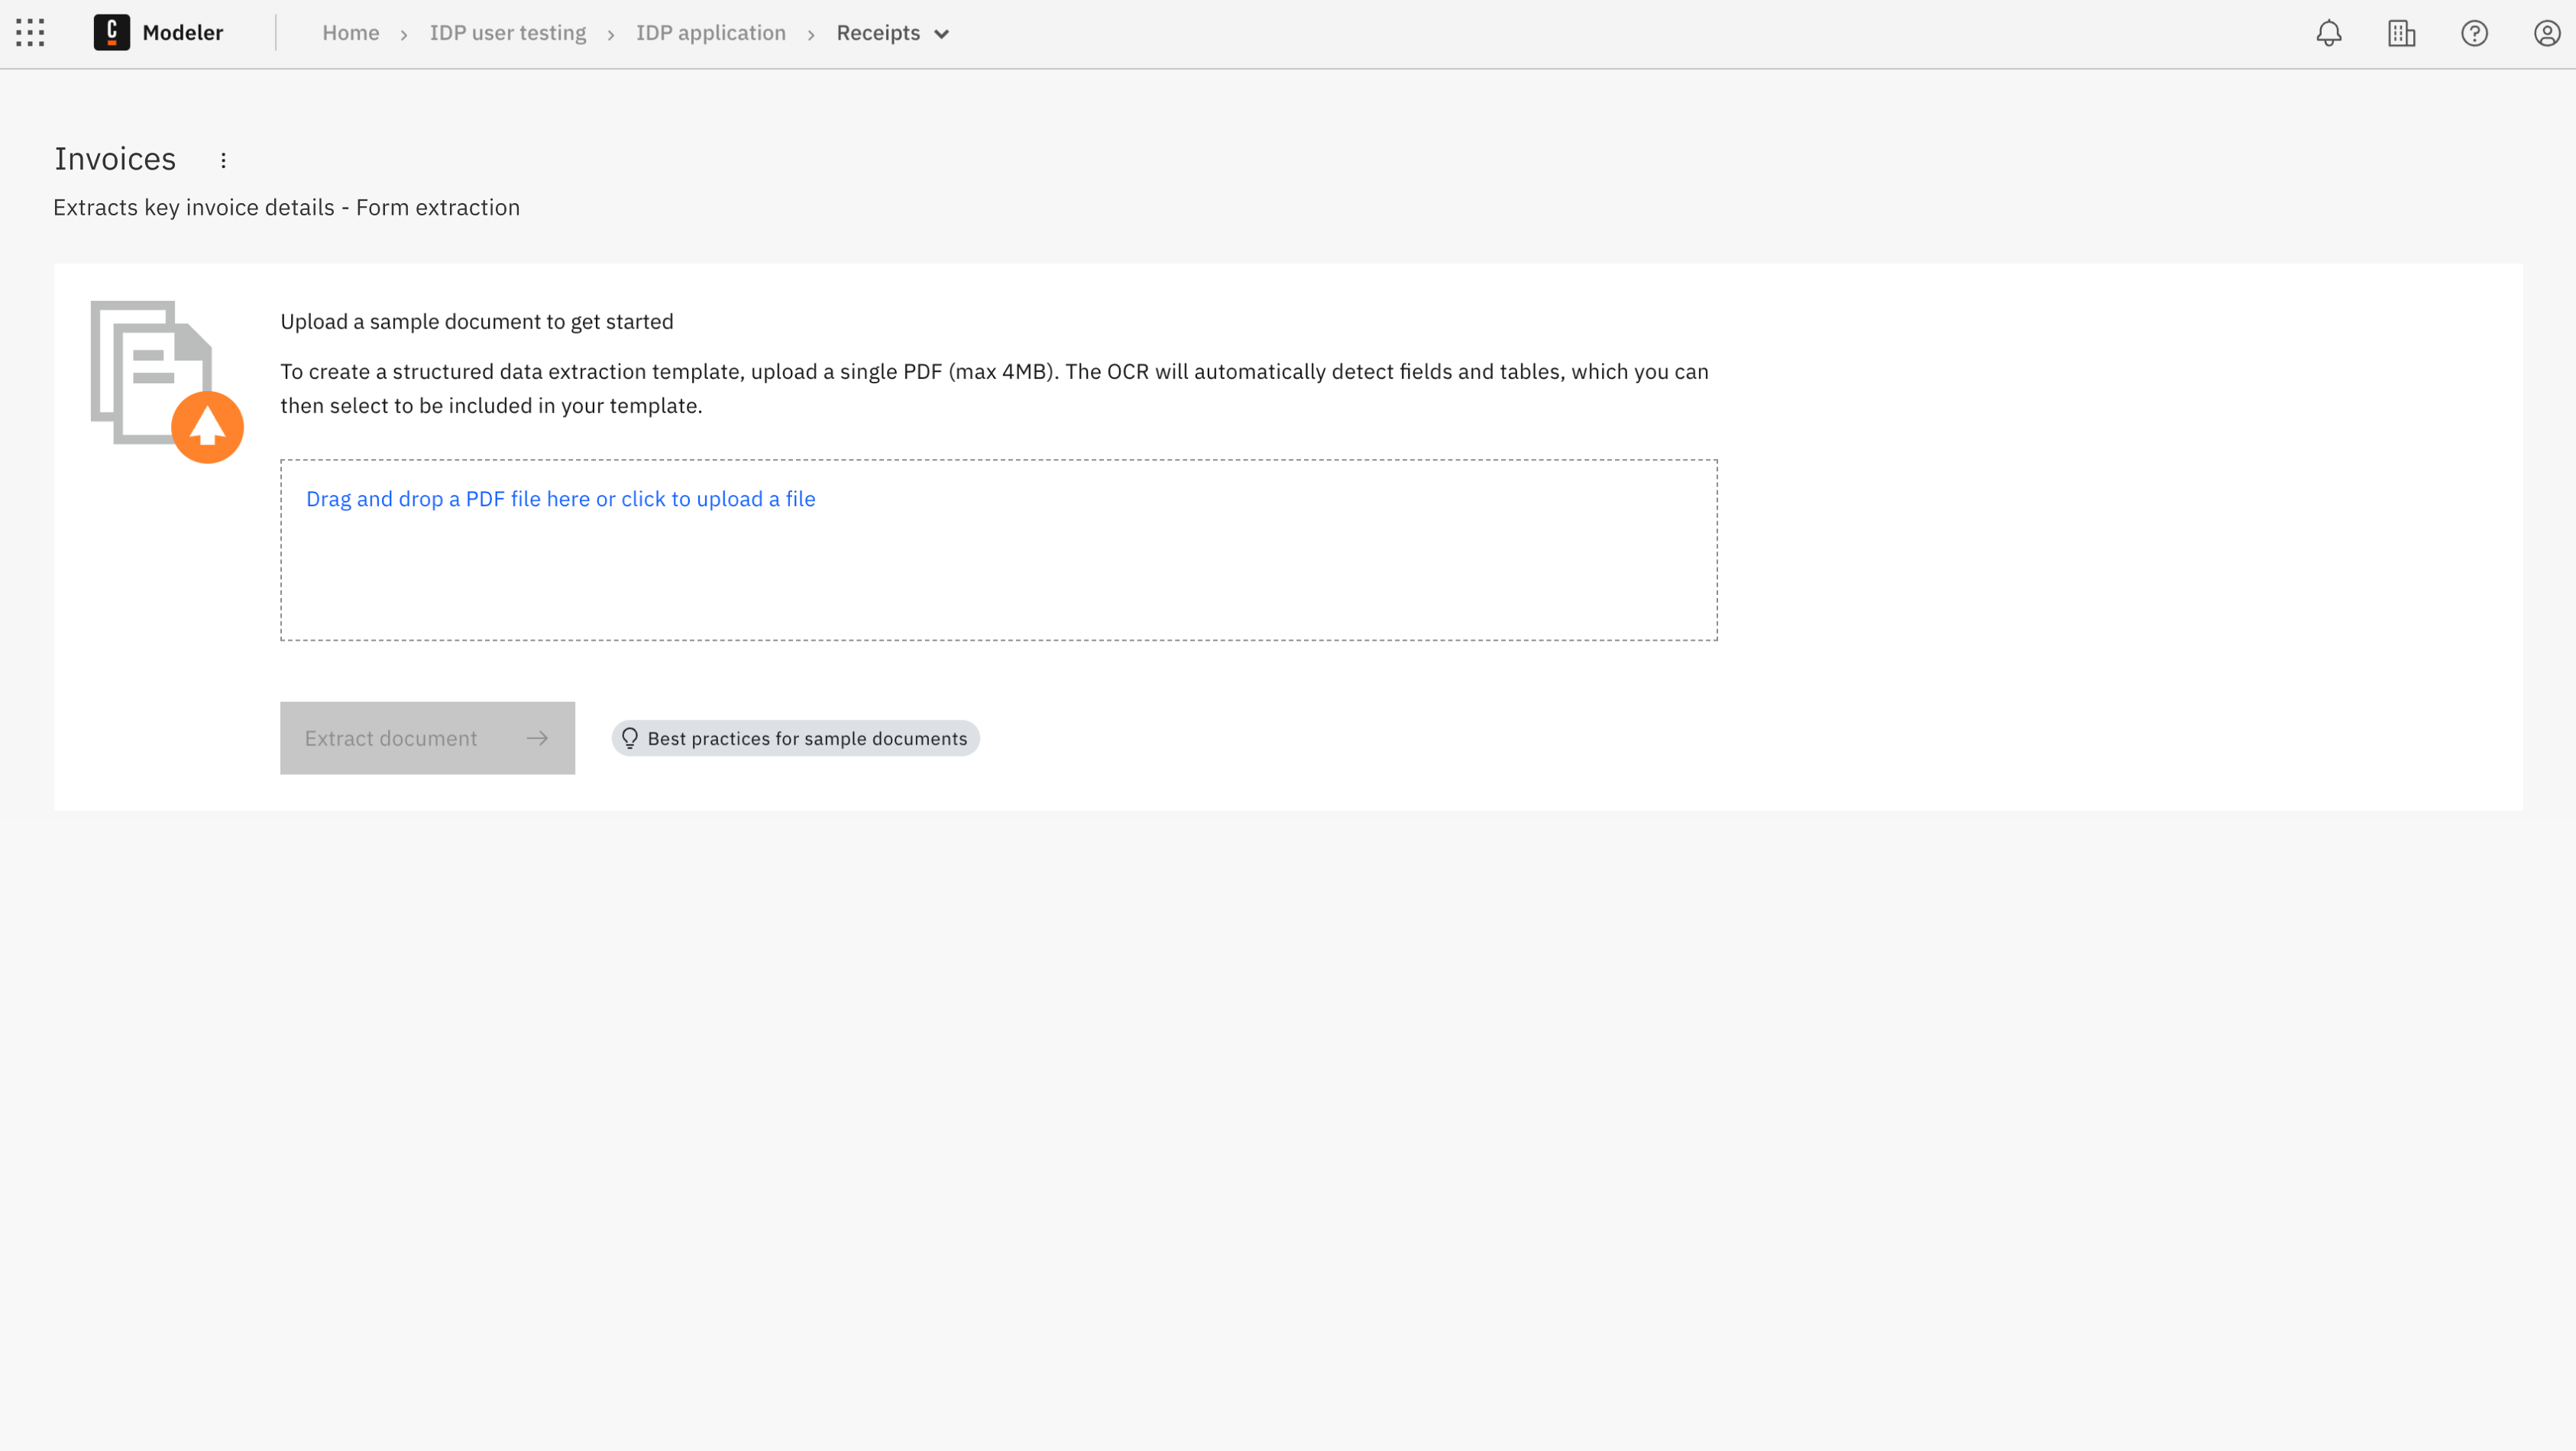 C Modeler Home › IDP user testing › IDP application › Receipts
Invoices
Extracts key invoice details - Form extraction
Upload a sample document to get started
To create a structured data extraction template, upload a single PDF (max 4MB). The OCR will automatically detect fields and tables, which you can
then select to be included in your template.
Drag and drop a PDF file here or click to upload a file
Extract document → Best practices for sample documents